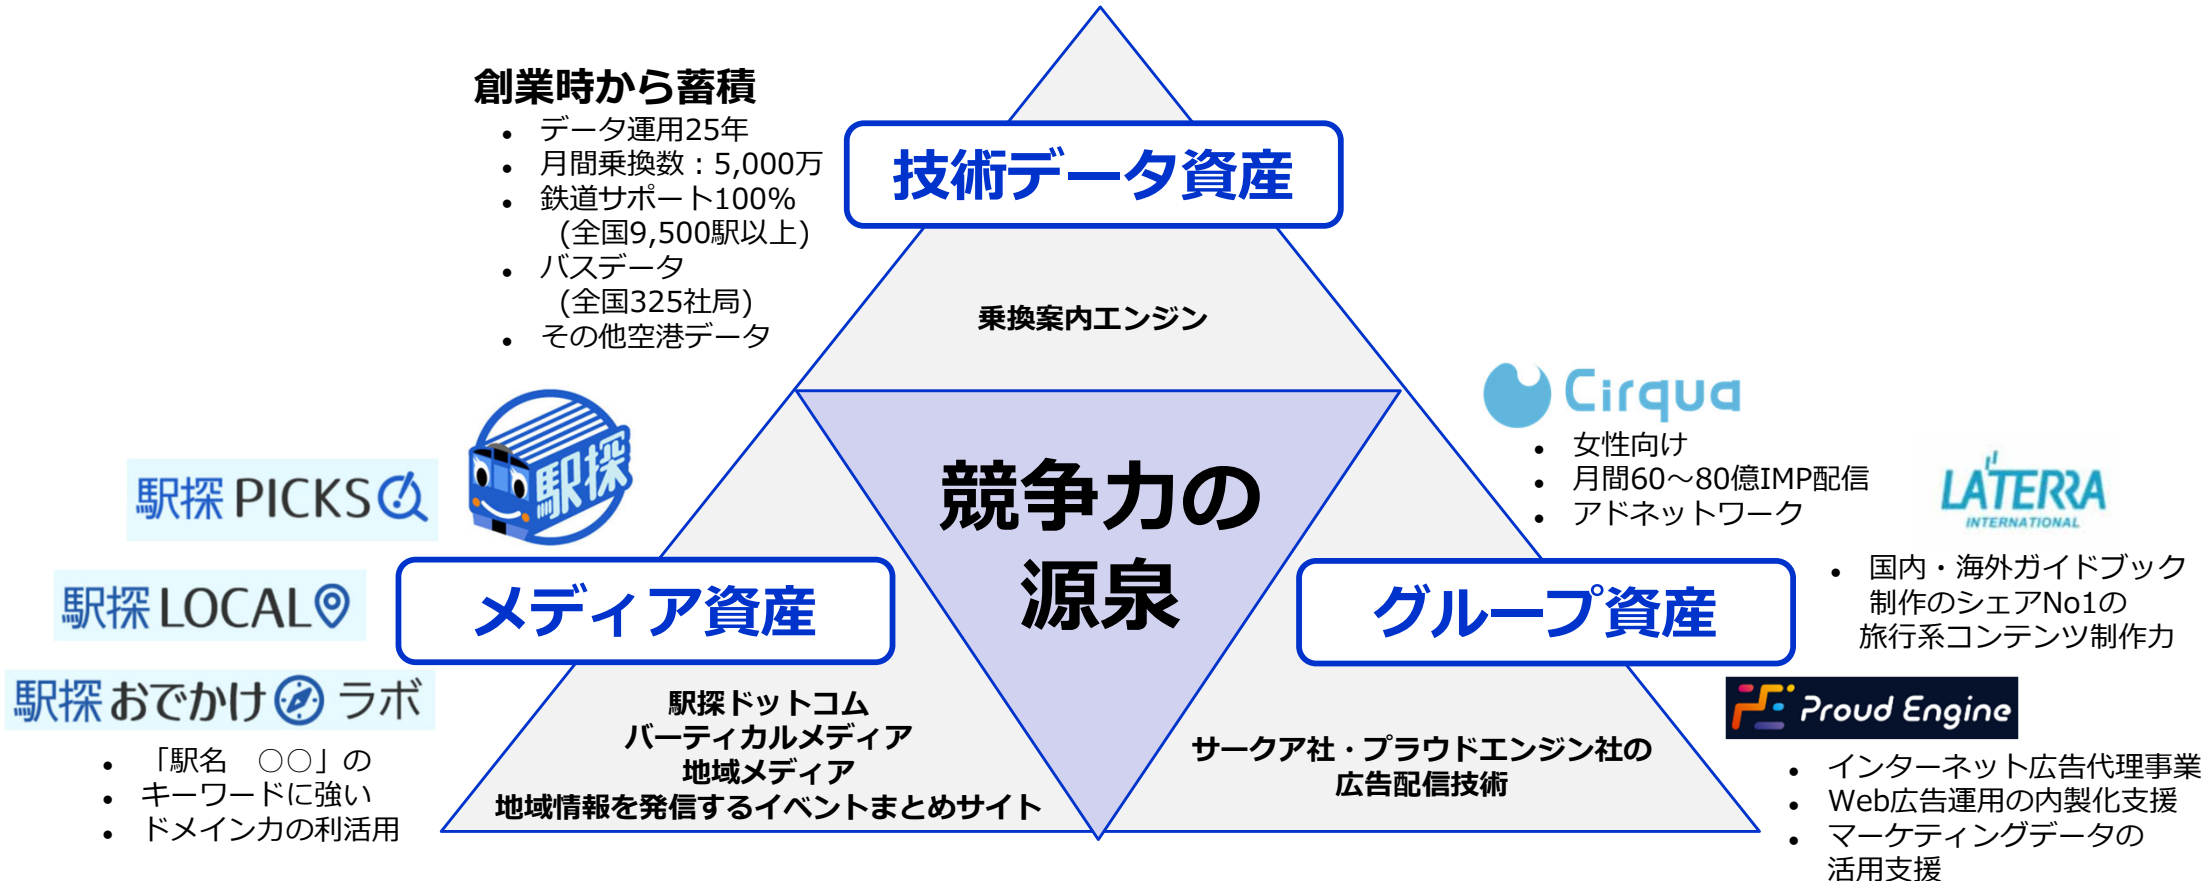 創業時から蓄積
• データ運用25年
• 月間乗換数：5,000万
• 鉄道サポート100%
(全国9,500駅以上)
• バスデータ
(全国325社局)
• その他空港データ
技術データ資産
乗換案内エンジン
駅探
駅探 PICKS
駅探 LOCAL
駅探 おでかけ ラボ
• 「駅名　○○」の
• キーワードに強い
• ドメイン力の利活用
メディア資産
駅探ドットコム
バーティカルメディア
地域メディア
地域情報を発信するイベントまとめサイト
競争力の
源泉
Cirqua
• 女性向け
• 月間60～80億IMP配信
• アドネットワーク
グループ資産
サークア社・プラウドエンジン社の
広告配信技術
LATERRA
INTERNATIONAL
• 国内・海外ガイドブック
制作のシェアNo1の
旅行系コンテンツ制作力
Proud Engine
• インターネット広告代理事業
• Web広告運用の内製化支援
• マーケティングデータの
活用支援